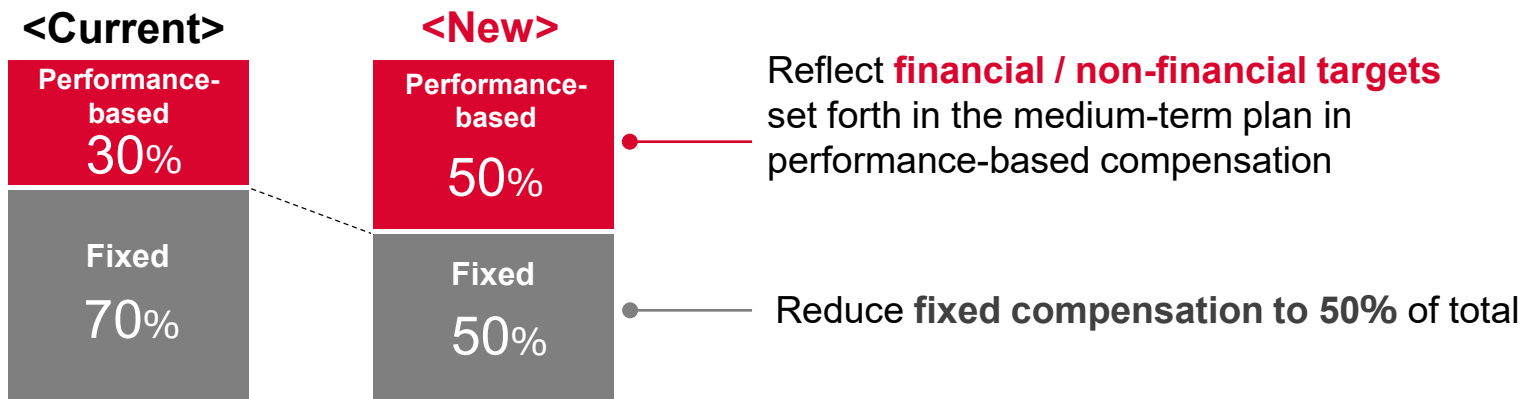 <Current>
Performance-
based
30%
Fixed
70%
<New>
Performance-
based
50%
Fixed
50%
Reflect financial / non-financial targets
set forth in the medium-term plan in
performance-based compensation
Reduce fixed compensation to 50% of total